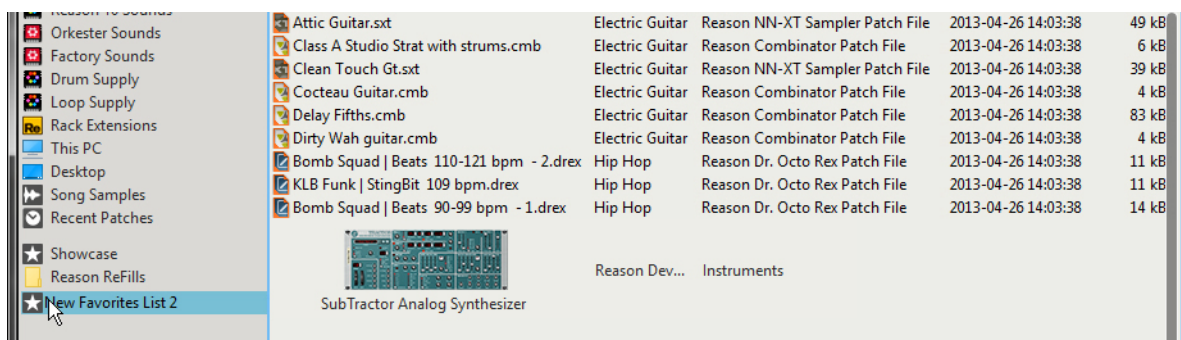 Reason 10 Sounds
Orkester Sounds
Factory Sounds
Drum Supply
Loop Supply
Re Rack Extensions
This PC
Desktop
Song Samples
Recent Patches
Showcase
Reason ReFills
New Favorites List 2
Attic Guitar.sxt Electric Guitar Reason NN-XT Sampler Patch File 2013-04-26 14:03:38 49 kB
Class A Studio Strat with strums.cmb Electric Guitar Reason Combinator Patch File 2013-04-26 14:03:38 6 kB
Clean Touch Gt.sxt Electric Guitar Reason NN-XT Sampler Patch File 2013-04-26 14:03:38 39 kB
Cocteau Guitar.cmb Electric Guitar Reason Combinator Patch File 2013-04-26 14:03:38 4 kB
Delay Fifths.cmb Electric Guitar Reason Combinator Patch File 2013-04-26 14:03:38 83 kB
Dirty Wah guitar.cmb Electric Guitar Reason Combinator Patch File 2013-04-26 14:03:38 4 kB
Bomb Squad | Beats 110-121 bpm - 2.drex Hip Hop Reason Dr. Octo Rex Patch File 2013-04-26 14:03:38 11 kB
KLB Funk | StingBit 109 bpm.drex Hip Hop Reason Dr. Octo Rex Patch File 2013-04-26 14:03:38 11 kB
Bomb Squad | Beats 90-99 bpm - 1.drex Hip Hop Reason Dr. Octo Rex Patch File 2013-04-26 14:03:38 14 kB
Reason Dev... Instruments
SubTractor Analog Synthesizer